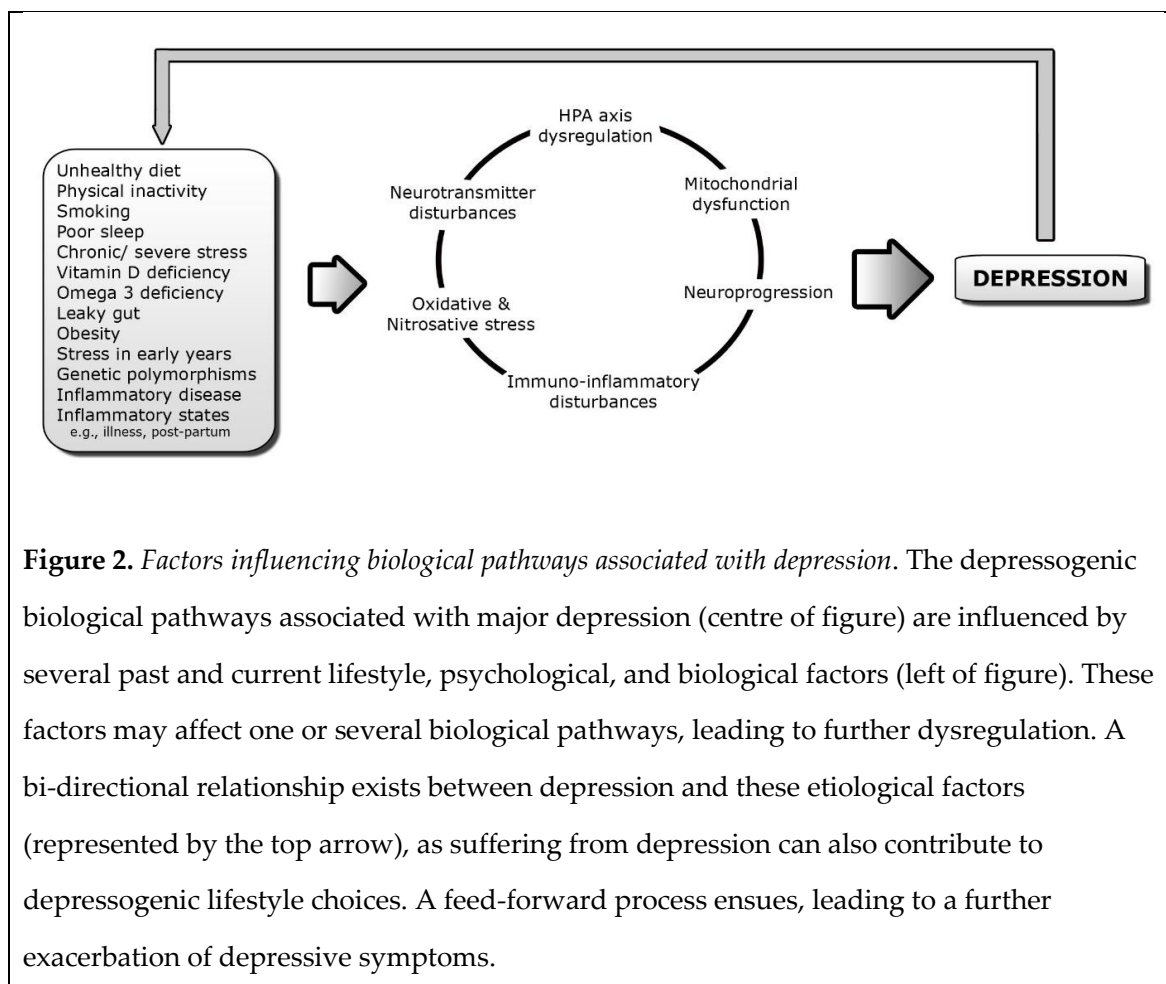 Unhealthy diet
Physical inactivity
Smoking
Poor sleep
Chronic/ severe stress
Vitamin D deficiency
Omega 3 deficiency
Leaky gut
Obesity
Stress in early years
Genetic polymorphisms
Inflammatory disease
Inflammatory states
e.g., illness, post-partum
HPA axis
dysregulation
Mitochondrial
dysfunction
Neuroprogression
Immuno-inflammatory
disturbances
Oxidative &
Nitrosative stress
Neurotransmitter
disturbances
DEPRESSION
Figure 2. Factors influencing biological pathways associated with depression. The depressogenic
biological pathways associated with major depression (centre of figure) are influenced by
several past and current lifestyle, psychological, and biological factors (left of figure). These
factors may affect one or several biological pathways, leading to further dysregulation. A
bi-directional relationship exists between depression and these etiological factors
(represented by the top arrow), as suffering from depression can also contribute to
depressogenic lifestyle choices. A feed-forward process ensues, leading to a further
exacerbation of depressive symptoms.